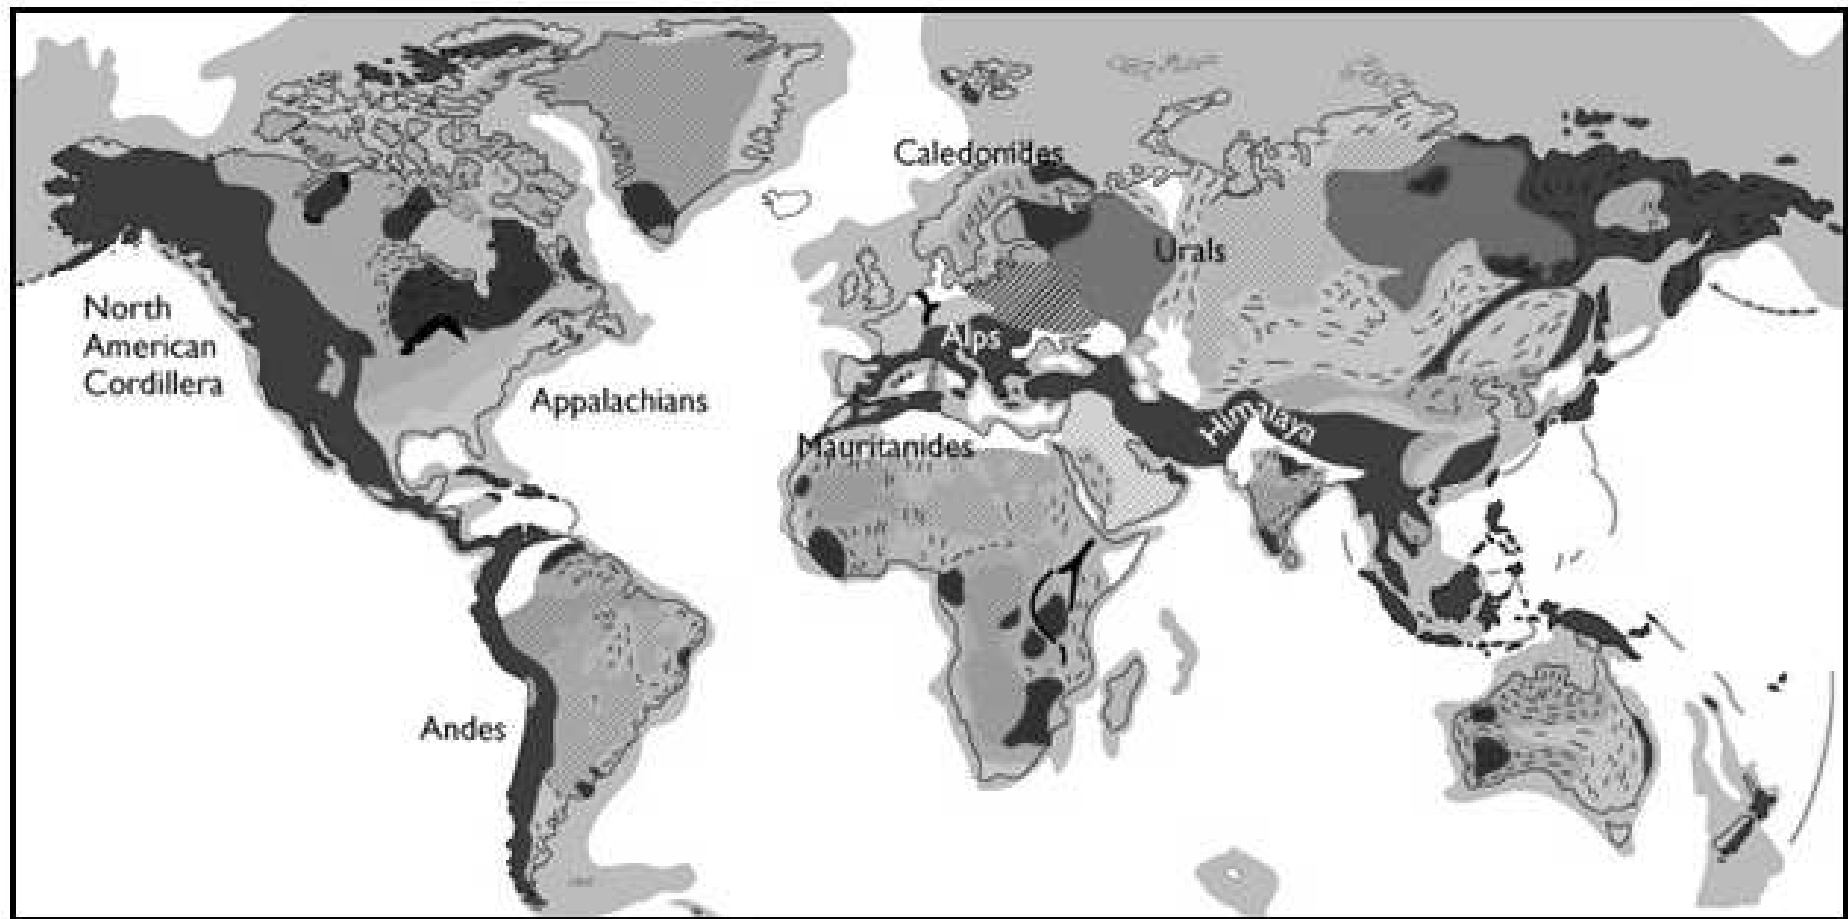 Caledonides
Urals
North
American
Cordillera
Alps
Appalachians
Himalaya
Mauritanides
Andes